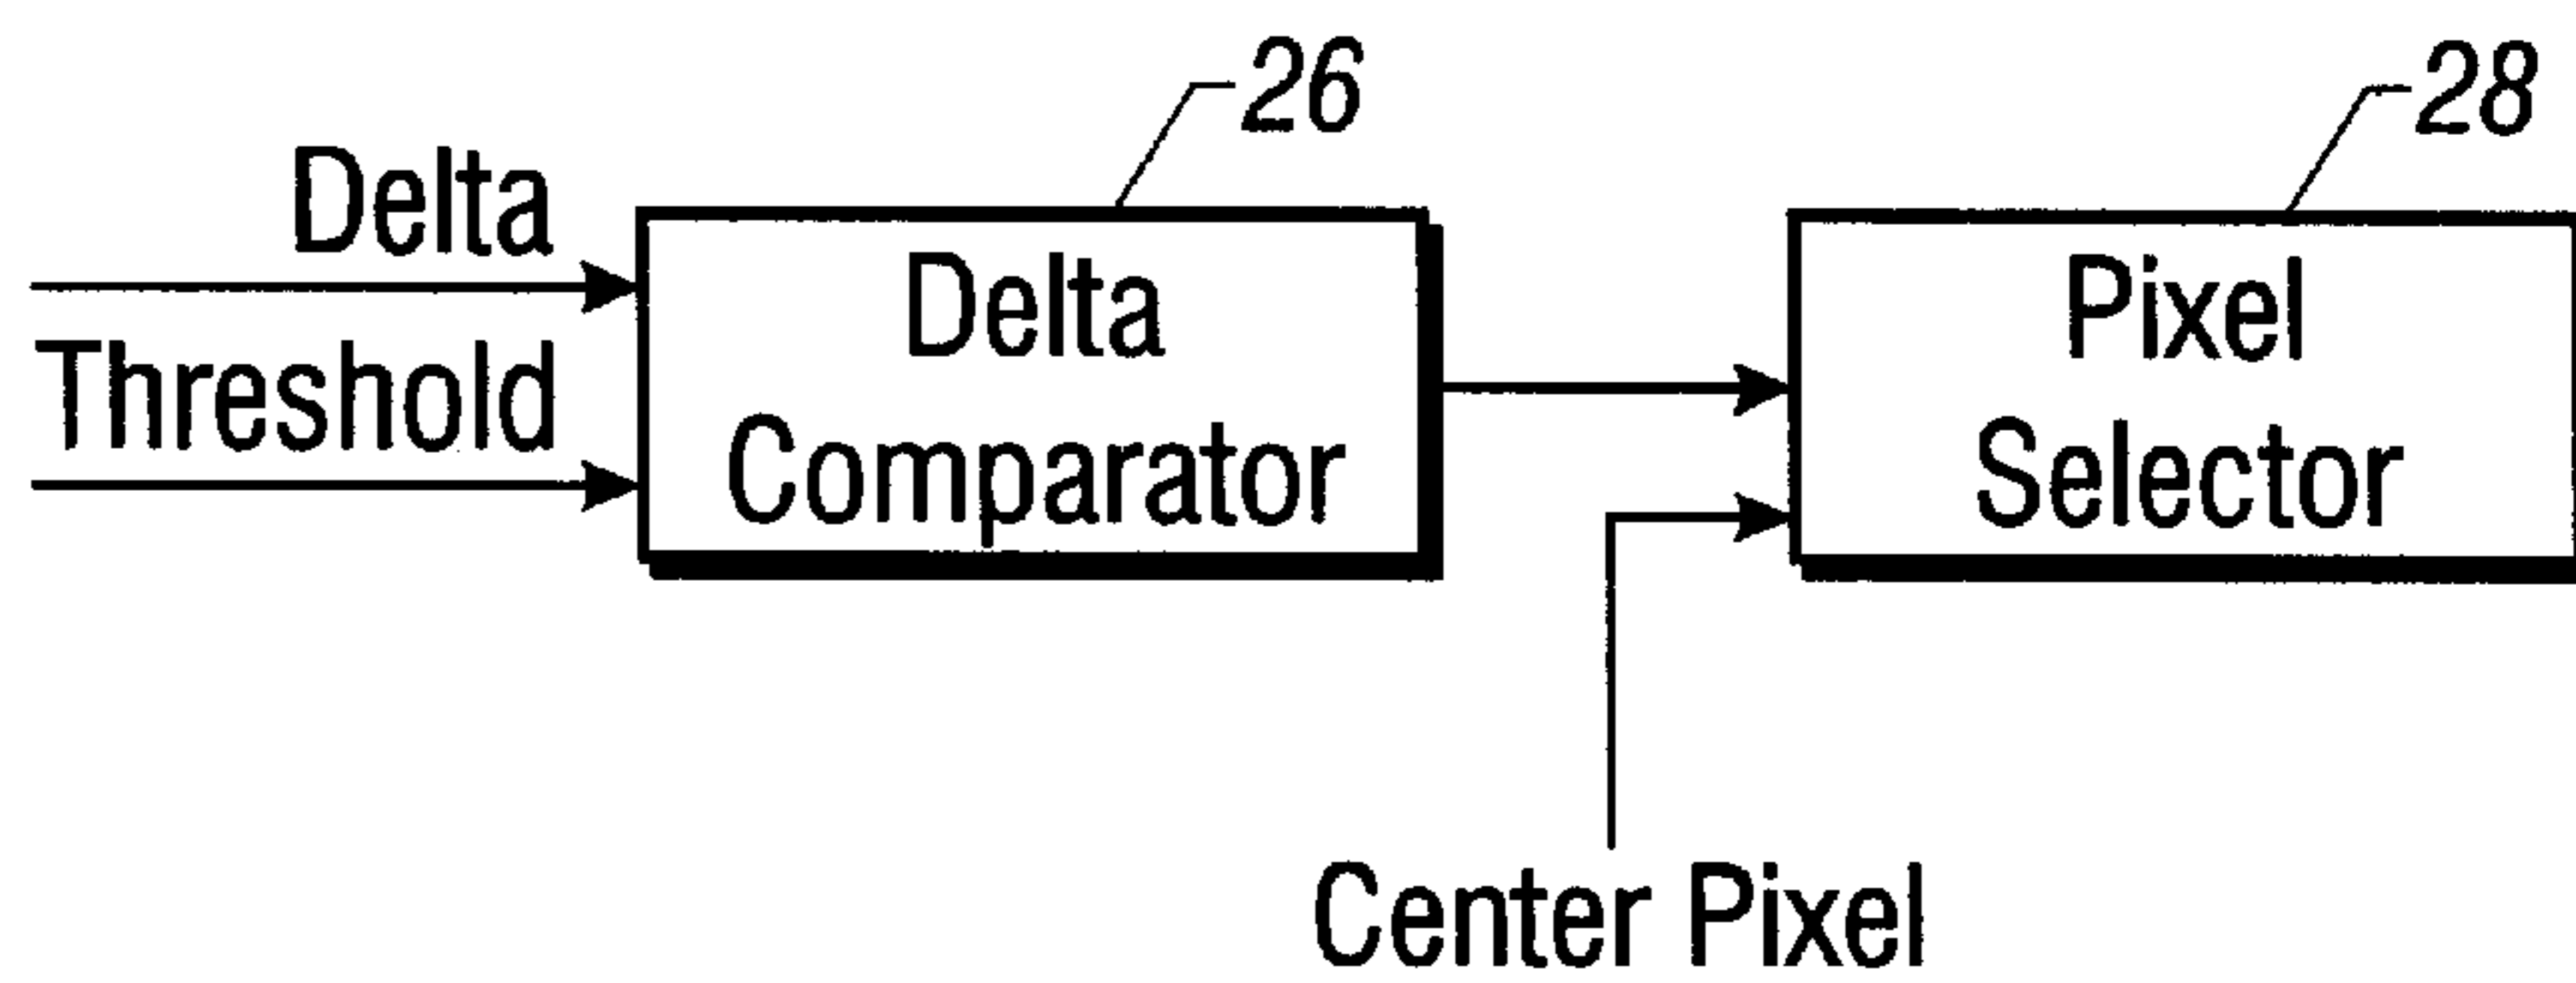 26
28
Delta
Threshold
Delta
Comparator
Pixel
Selector
Center Pixel